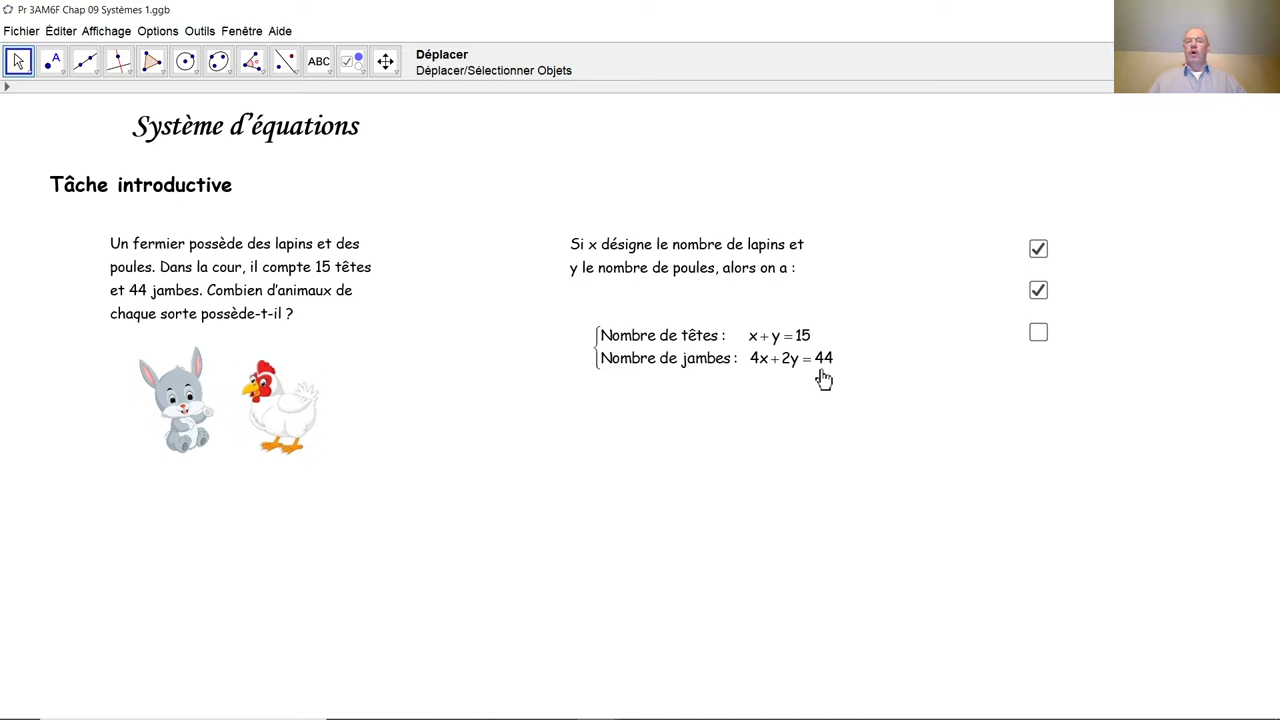 Pr 3AM6F Chap 09 Systèmes 1.ggb
Fichier Éditer Affichage Options Outils Fenêtre Aide
A
ABC
Déplacer
Déplacer/Sélectionner Objets
Système d'équations
Tâche introductive
Un fermier possède des lapins et des
poules. Dans la cour, il compte 15 têtes
et 44 jambes. Combien d'animaux de
chaque sorte possède-t-il ?
Si x désigne le nombre de lapins et
y le nombre de poules, alors on a :
Nombre de têtes : x + y = 15
Nombre de jambes : 4x + 2y = 44